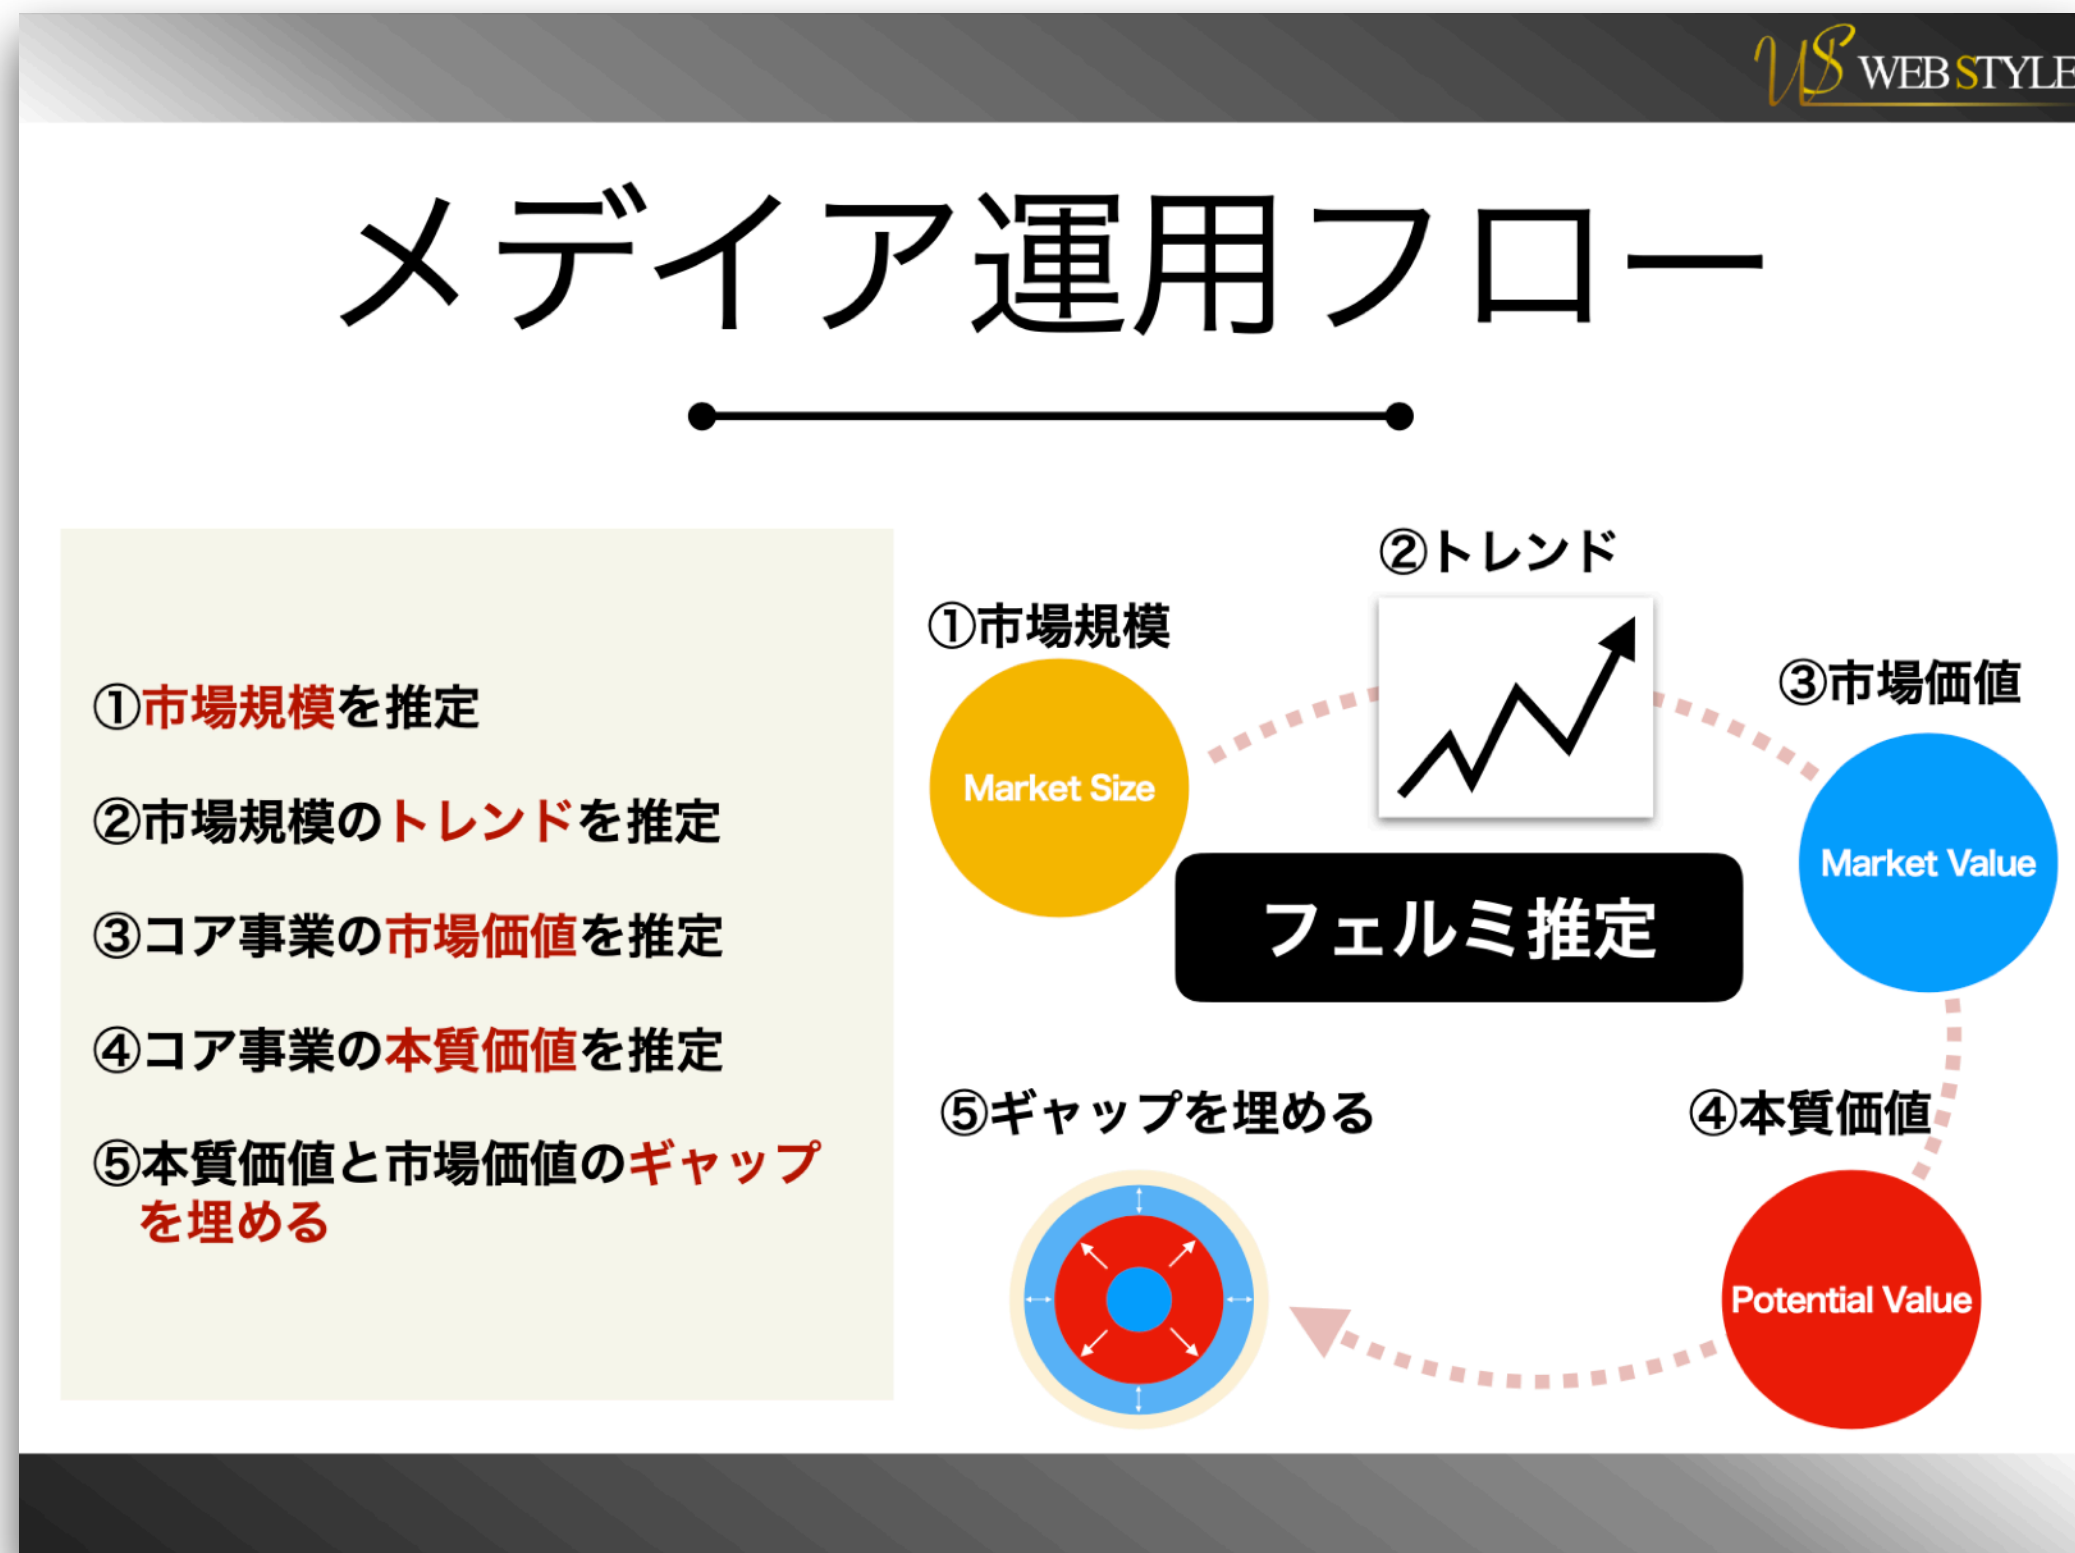 WS WEB STYLE
メデイア運用フロー
①市場規模を推定
②市場規模のトレンドを推定
③コア事業の市場価値を推定
④コア事業の本質価値を推定
⑤本質価値と市場価値のギャップ
を埋める
②トレンド
①市場規模
③市場価値
Market Size
Market Value
フェルミ推定
⑤ギャップを埋める
④本質価値
Potential Value